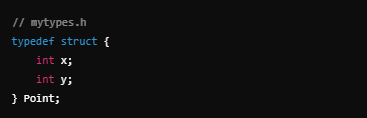 // mytypes.h
typedef struct {
    int x;
    int y;
} Point;